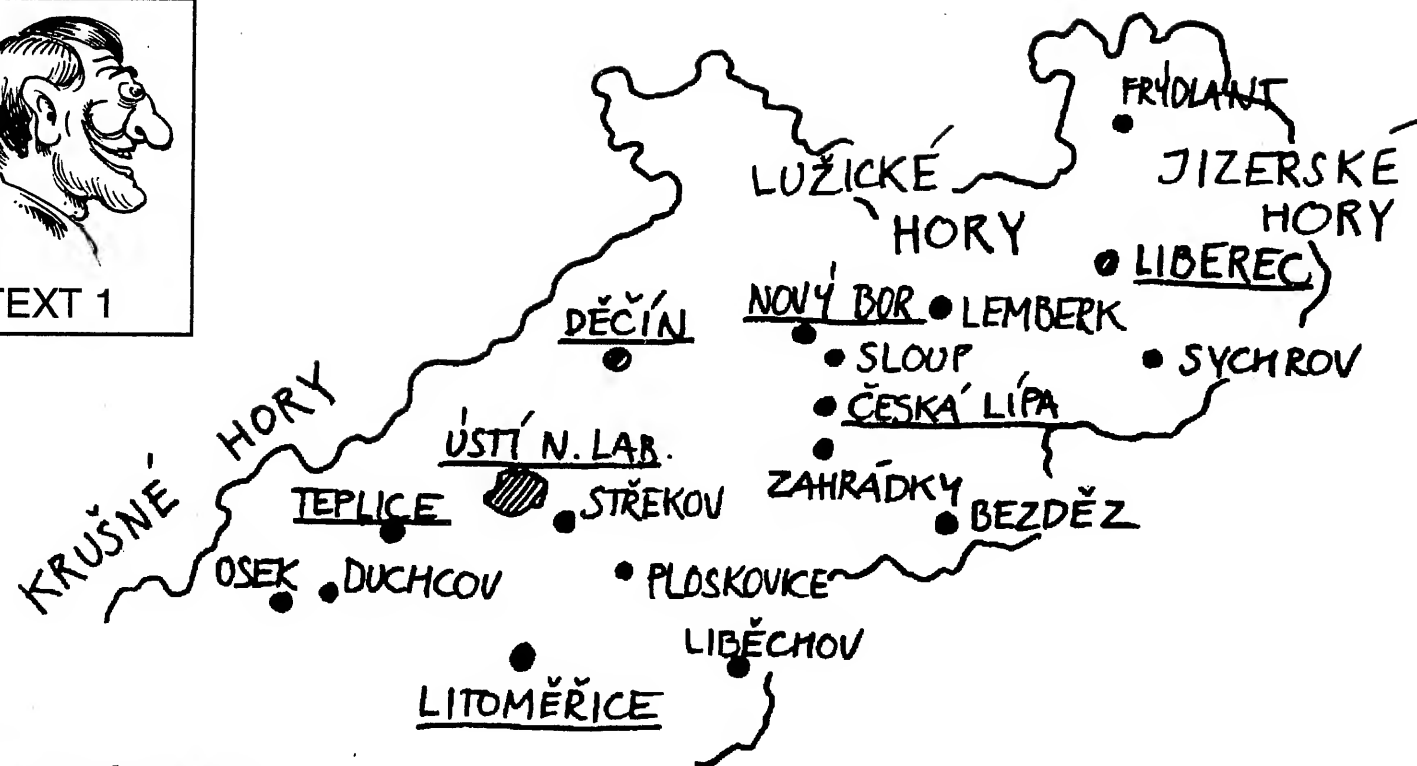 TEXT 1
FRÝDLANT
LUŽICKÉ
HORY
JIZERSKÉ
HORY
LIBEREC
NOVÝ BOR
LEMBERK
DĚČÍN
SLOUP
SYCHROV
ČESKÁ LÍPA
KRUŠNÉ HORY
ÚSTÍ N. LAB.
ZAHRÁDKY
TEPLICE
STŘEKOV
BEZDĚZ
OSEK
DUCHCOV
PLOSKOVICE
LIBĚCHOV
LITOMĚŘICE